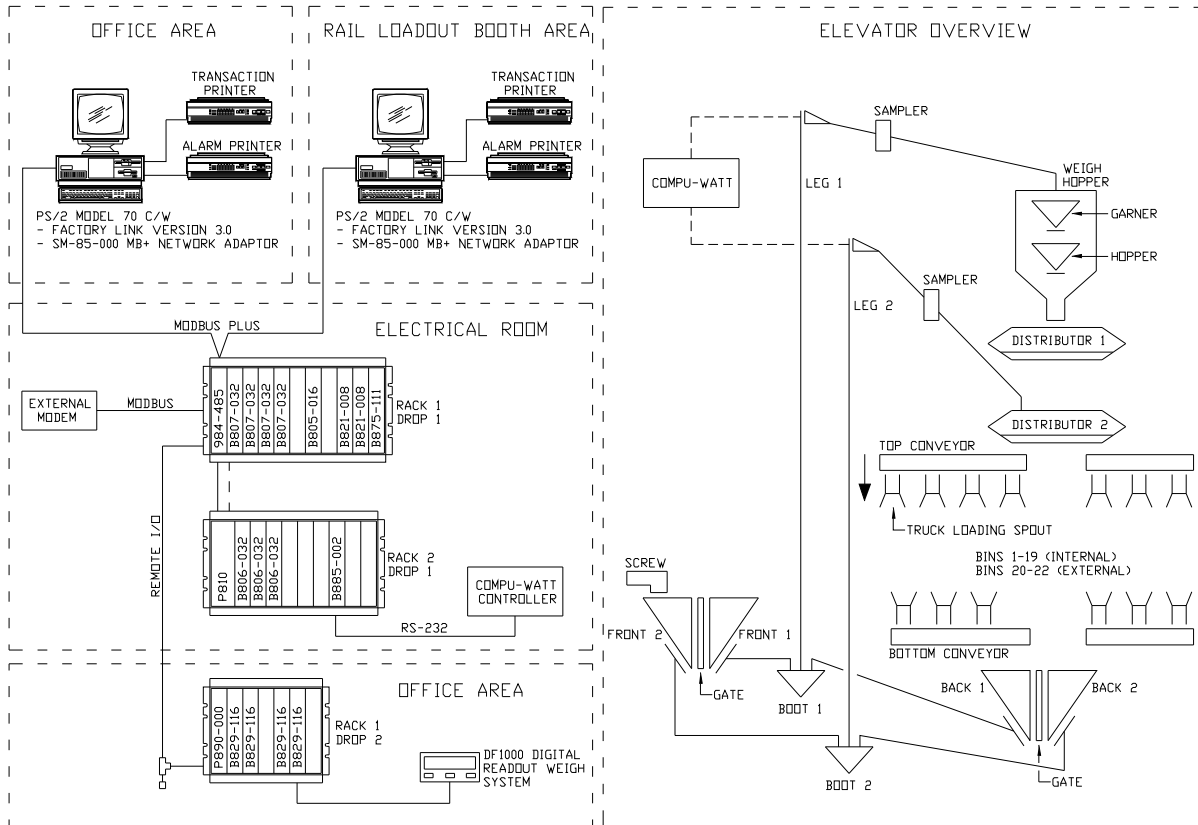 OFFICE AREA
TRANSACTION
PRINTER
ALARM PRINTER
PS/2 MODEL 70 C/W
- FACTORY LINK VERSION 3.0
- SM-85-000 MB+ NETWORK ADAPTOR
RAIL LOADOUT BOOTH AREA
TRANSACTION
PRINTER
ALARM PRINTER
PS/2 MODEL 70 C/W
- FACTORY LINK VERSION 3.0
- SM-85-000 MB+ NETWORK ADAPTOR
MODBUS PLUS
ELECTRICAL ROOM
EXTERNAL
MODEM
MODBUS
984-485
B807-032
B807-032
B807-032
B807-032
B805-016
B821-008
B821-008
B875-111
RACK 1
DROP 1
REMOTE I/O
P810
B806-032
B806-032
B806-032
B885-002
RACK 2
DROP 1
COMPU-WATT
CONTROLLER
RS-232
OFFICE AREA
P890-000
B829-116
B829-116
B829-116
B829-116
RACK 1
DROP 2
DF1000 DIGITAL
READOUT WEIGH
SYSTEM
ELEVATOR OVERVIEW
SAMPLER
COMPU-WATT
LEG 1
WEIGH
HOPPER
GARNER
HOPPER
SAMPLER
LEG 2
DISTRIBUTOR 1
DISTRIBUTOR 2
TOP CONVEYOR
TRUCK LOADING SPOUT
BINS 1-19 (INTERNAL)
BINS 20-22 (EXTERNAL)
SCREW
FRONT 2
FRONT 1
GATE
BOTTOM CONVEYOR
BOOT 1
BACK 1
BACK 2
BOOT 2
GATE